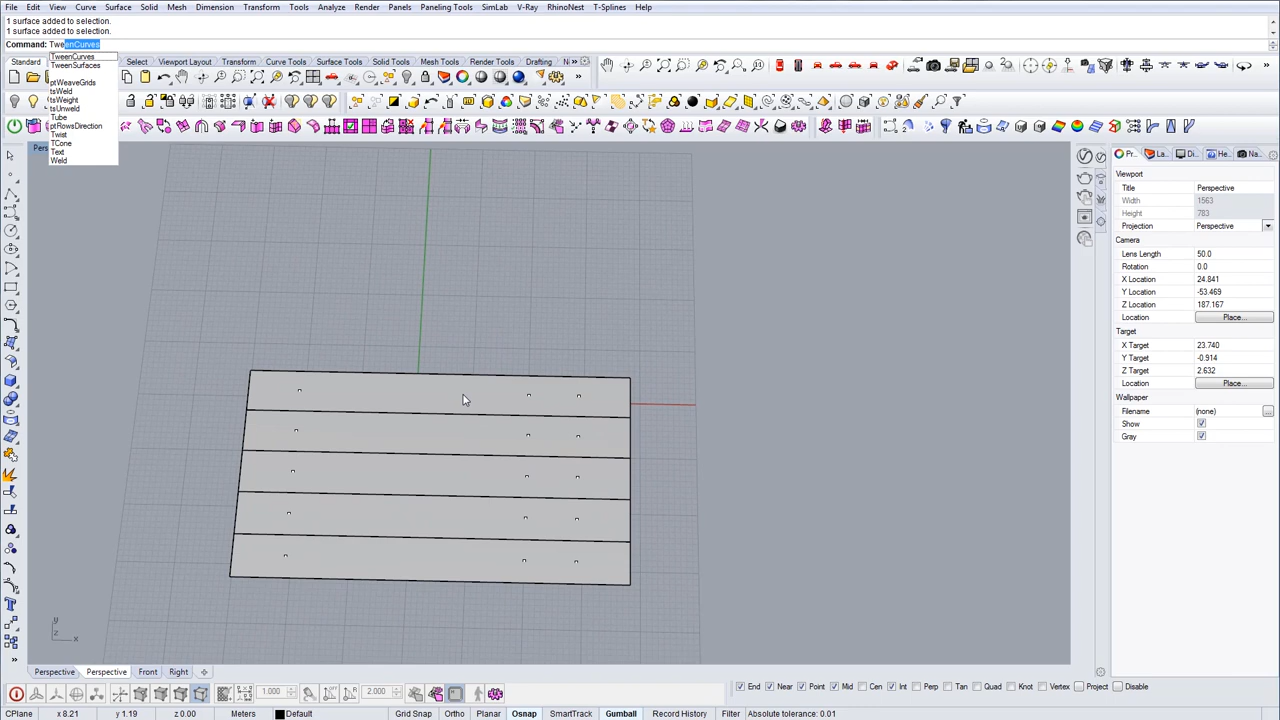 File Edit View Curve Surface Solid Mesh Dimension Transform Tools Analyze Render Panels Paneling Tools SimLab V-Ray RhinoNest T-Splines Help
1 surface added to selection.
1 surface added to selection.
Command: TweenCurves
TweenCurves
TweenSurfaces
ptWeaveGrids
tsWeld
tsWeight
tsUnweld
Tube
ptRowsDirection
Twist
TCone
Text
Weld
Standard Select Viewport Layout Transform Curve Tools Surface Tools Solid Tools Mesh Tools Render Tools Drafting
Viewport
Title Perspective
Width 1563
Height 783
Projection Perspective
Camera
Lens Length 50.0
Rotation 0.0
X Location 24.841
Y Location -53.469
Z Location 187.167
Location Place...
Target
X Target 23.740
Y Target -0.914
Z Target 2.632
Location Place...
Wallpaper
Filename (none) ...
Show
Gray
y
z x
Perspective Perspective Front Right
1.000 2.000
End Near Point Mid Cen Int Perp Tan Quad Knot Vertex Project Disable
CPlane x 8.21 y 1.19 z 0.00 Meters Default Grid Snap Ortho Planar Osnap SmartTrack Gumball Record History Filter Absolute tolerance: 0.01